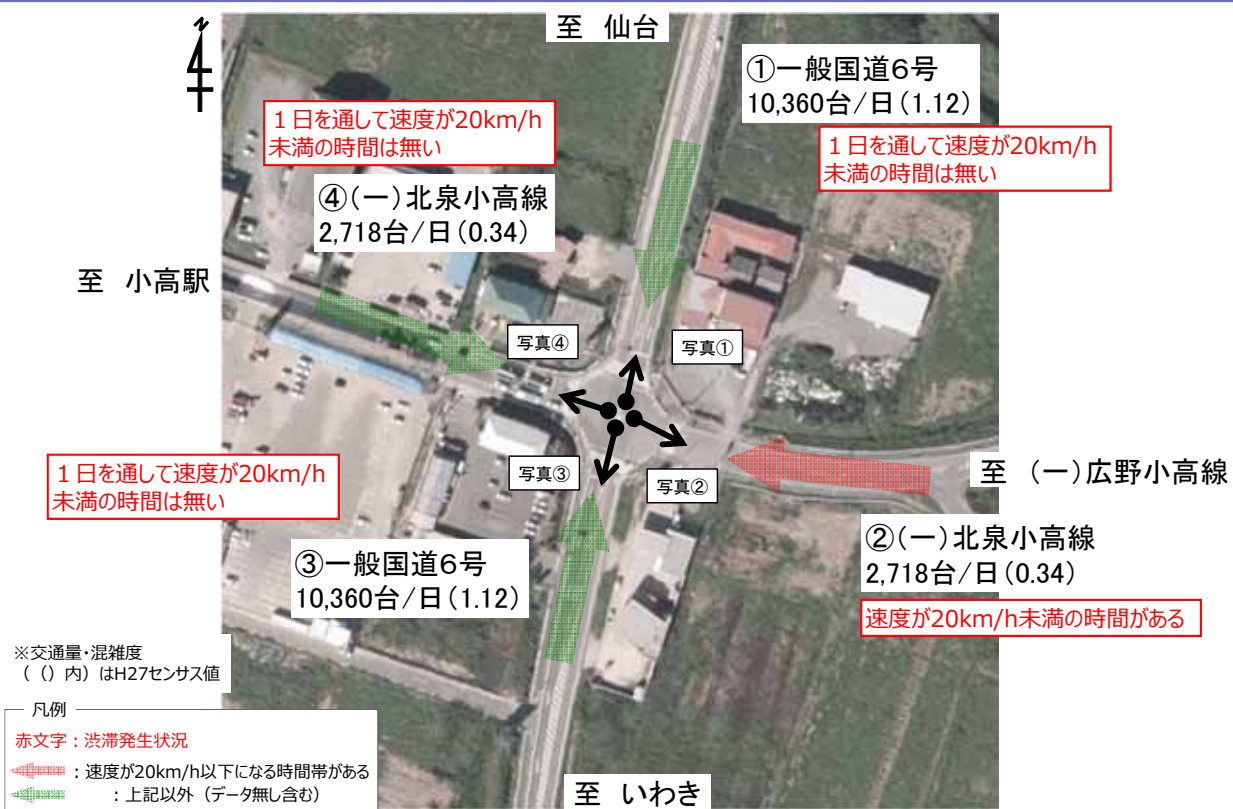 至 仙台
①一般国道6号
10,360台/日(1.12)
1日を通して速度が20km/h
未満の時間は無い
1日を通して速度が20km/h
未満の時間は無い
④(一)北泉小高線
2,718台/日(0.34)
至 小高駅
写真④
写真①
写真③
写真②
1日を通して速度が20km/h
未満の時間は無い
至 (一)広野小高線
②(一)北泉小高線
2,718台/日(0.34)
速度が20km/h未満の時間がある
③一般国道6号
10,360台/日(1.12)
※交通量・混雑度
(()内)はH27センサス値
凡例
赤文字:渋滞発生状況
:速度が20km/h以下になる時間帯がある
:上記以外(データ無し含む)
至 いわき